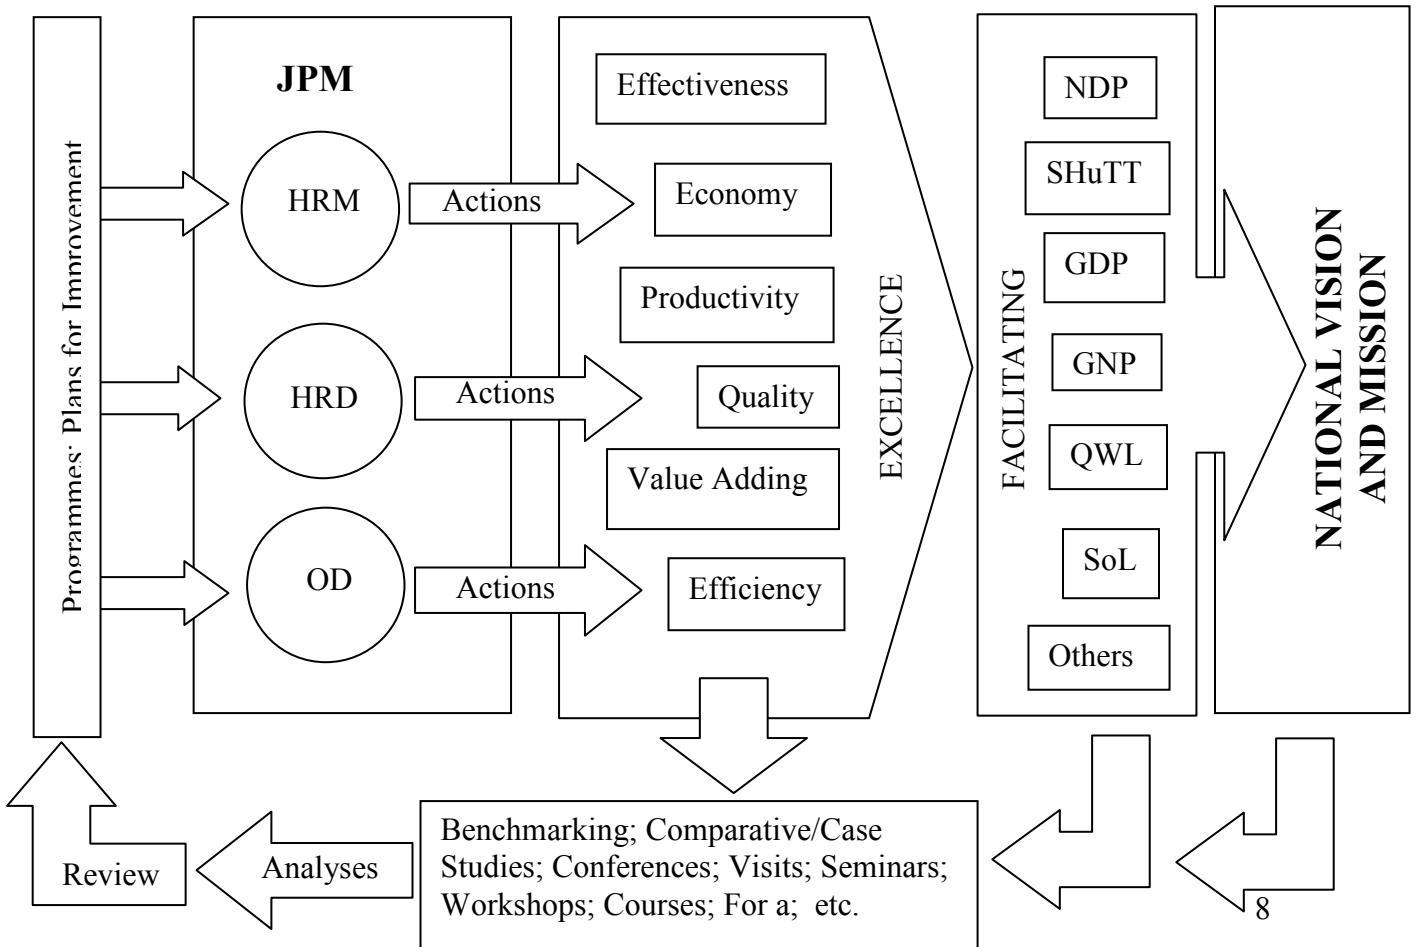 Programmes; Plans for Improvement
JPM
HRM
HRD
OD
Actions
Actions
Actions
Effectiveness
Economy
Productivity
Quality
Value Adding
Efficiency
EXCELLENCE
FACILITATING
NDP
SHuTT
GDP
GNP
QWL
SoL
Others
NATIONAL VISION
AND MISSION
Benchmarking; Comparative/Case
Studies; Conferences; Visits; Seminars;
Workshops; Courses; For a;  etc.
Analyses
Review
8